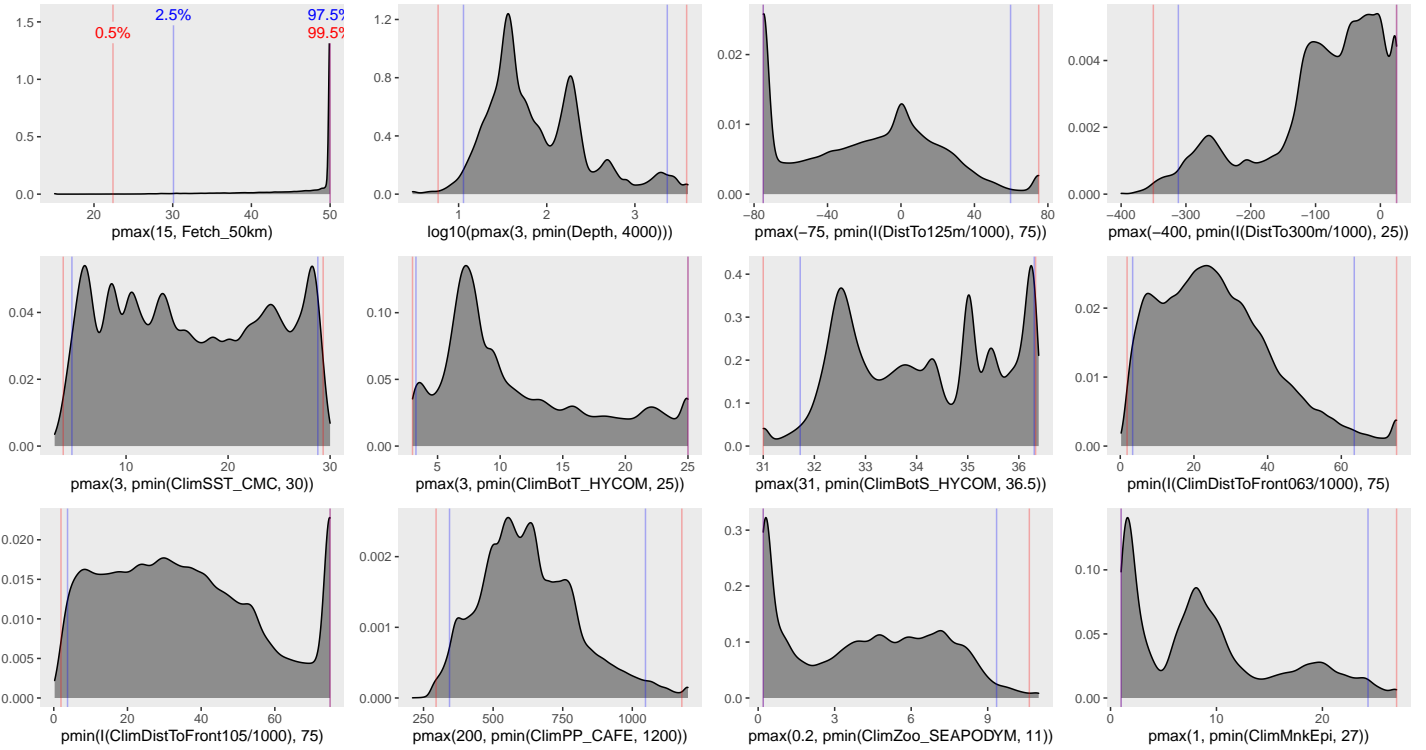 2.5% 97.5%
0.5% 99.5%
1.5
1.0
0.5
0.0
20 30 40 50
pmax(15, Fetch_50km)
1.2
0.8
0.4
0.0
1 2 3
log10(pmax(3, pmin(Depth, 4000)))
0.02
0.01
0.00
−80 −40 0 40 80
pmax(−75, pmin(I(DistTo125m/1000), 75))
0.004
0.002
0.000
−400 −300 −200 −100 0
pmax(−400, pmin(I(DistTo300m/1000), 25))
0.04
0.02
0.00
10 20 30
pmax(3, pmin(ClimSST_CMC, 30))
0.10
0.05
0.00
5 10 15 20 25
pmax(3, pmin(ClimBotT_HYCOM, 25))
0.4
0.3
0.2
0.1
0.0
31 32 33 34 35 36
pmax(31, pmin(ClimBotS_HYCOM, 36.5))
0.02
0.01
0.00
0 20 40 60
pmin(I(ClimDistToFront063/1000), 75)
0.020
0.015
0.010
0.005
0.000
0 20 40 60
pmin(I(ClimDistToFront105/1000), 75)
0.002
0.001
0.000
250 500 750 1000
pmax(200, pmin(ClimPP_CAFE, 1200))
0.3
0.2
0.1
0.0
0 3 6 9
pmax(0.2, pmin(ClimZoo_SEAPODYM, 11))
0.10
0.05
0.00
0 10 20
pmax(1, pmin(ClimMnkEpi, 27))